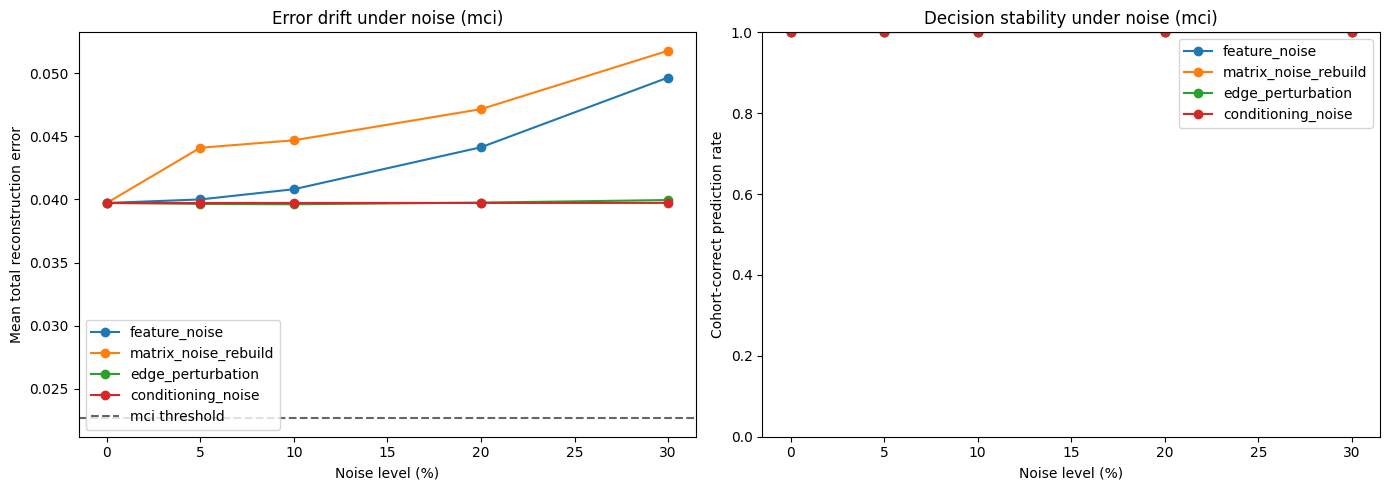 Error drift under noise (mci)
Mean total reconstruction error
0.050
0.045
0.040
0.035
0.030
0.025
feature_noise
matrix_noise_rebuild
edge_perturbation
conditioning_noise
mci threshold
0 5 10 15 20 25 30
Noise level (%)
Decision stability under noise (mci)
Cohort-correct prediction rate
1.0
0.8
0.6
0.4
0.2
0.0
feature_noise
matrix_noise_rebuild
edge_perturbation
conditioning_noise
0 5 10 15 20 25 30
Noise level (%)